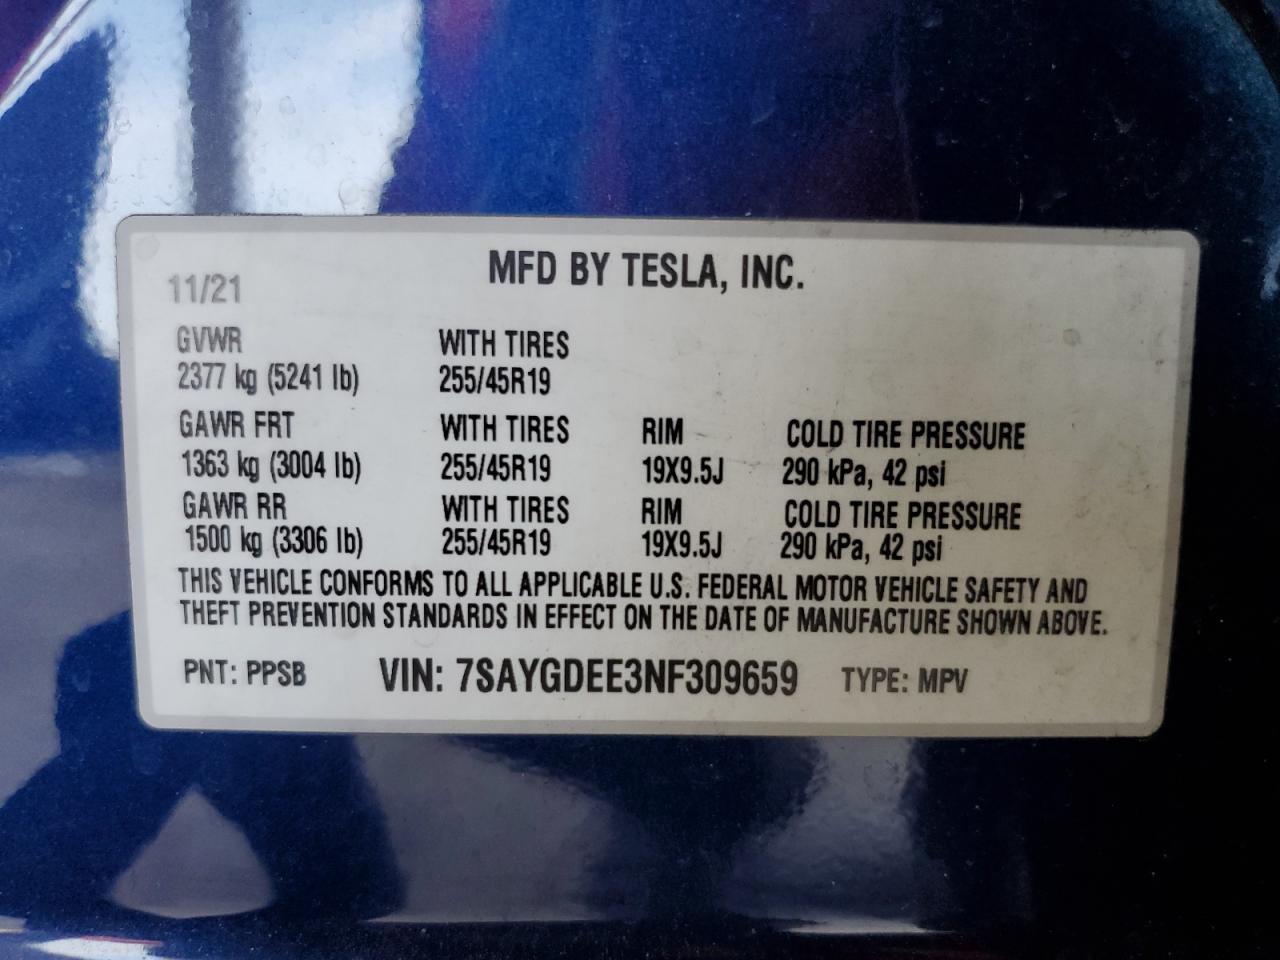 MFD BY TESLA, INC.
11/21
GVWR WITH TIRES
2377 kg (5241 lb) 255/45R19
GAWR FRT WITH TIRES RIM COLD TIRE PRESSURE
1363 kg (3004 lb) 255/45R19 19X9.5J 290 kPa, 42 psi
GAWR RR WITH TIRES RIM COLD TIRE PRESSURE
1500 kg (3306 lb) 255/45R19 19X9.5J 290 kPa, 42 psi
THIS VEHICLE CONFORMS TO ALL APPLICABLE U.S. FEDERAL MOTOR VEHICLE SAFETY AND
THEFT PREVENTION STANDARDS IN EFFECT ON THE DATE OF MANUFACTURE SHOWN ABOVE.
PNT: PPSB VIN: 7SAYGDEE3NF309659 TYPE: MPV